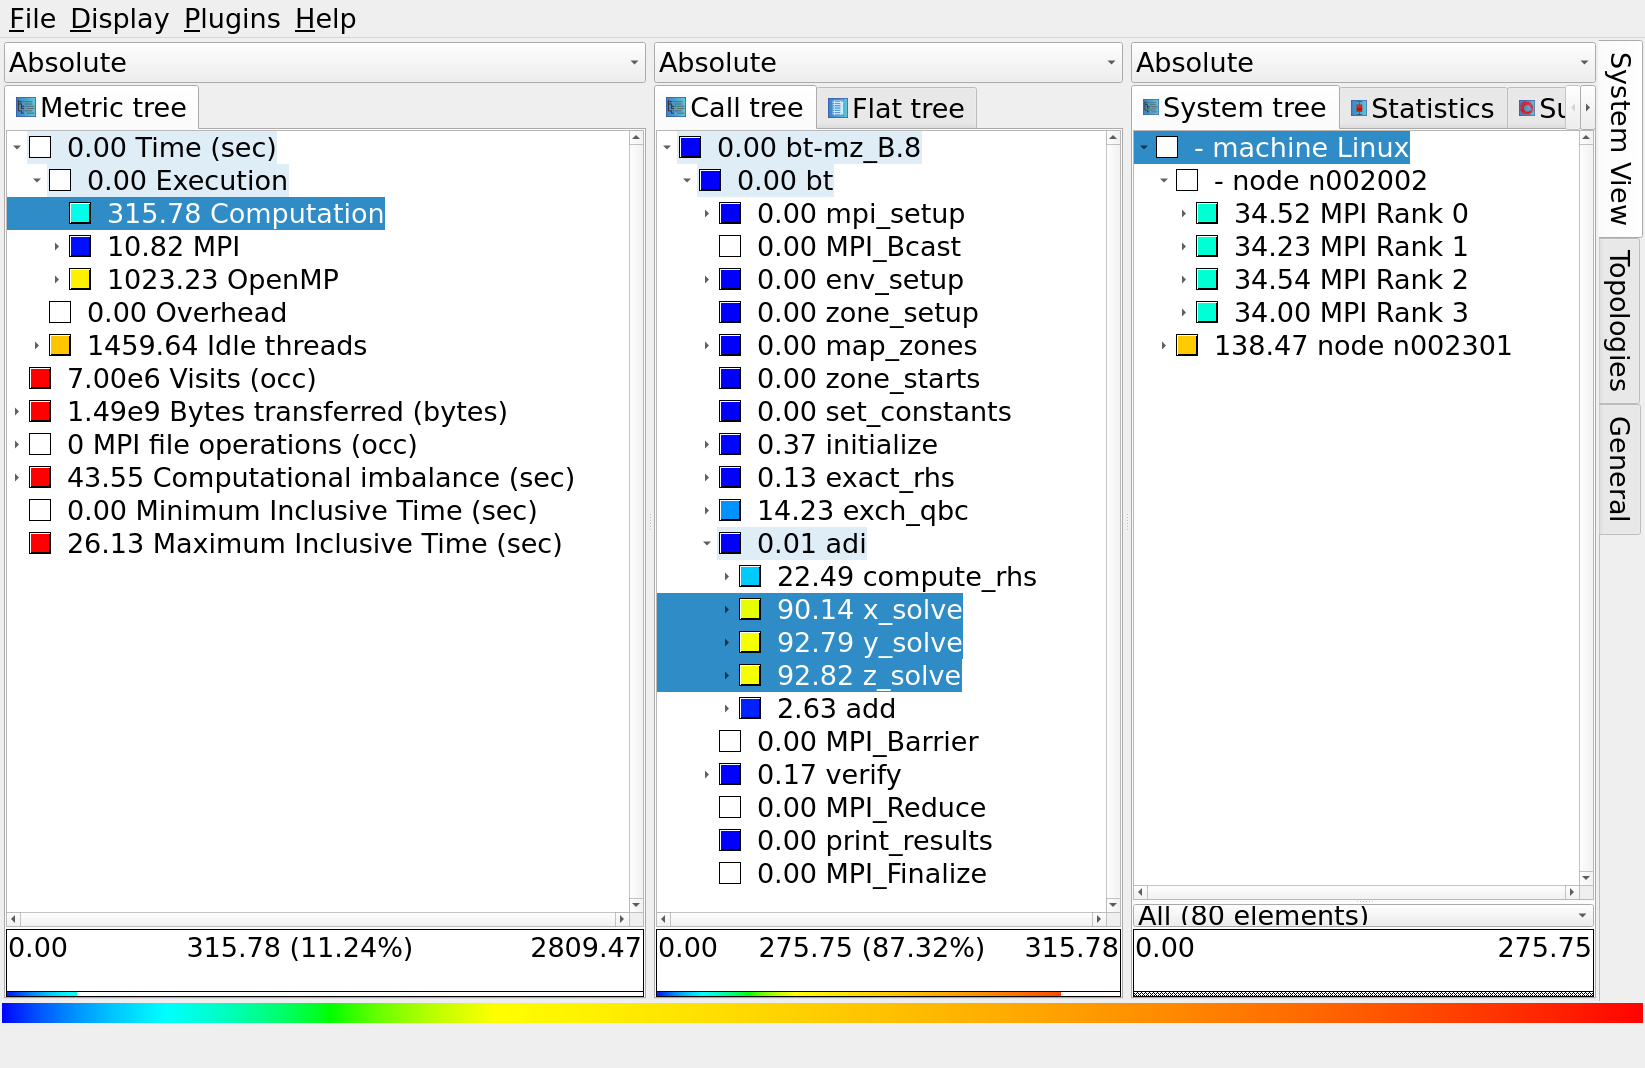 File Display Plugins Help
Absolute
Metric tree
0.00 Time (sec)
0.00 Execution
315.78 Computation
10.82 MPI
1023.23 OpenMP
0.00 Overhead
1459.64 Idle threads
7.00e6 Visits (occ)
1.49e9 Bytes transferred (bytes)
0 MPI file operations (occ)
43.55 Computational imbalance (sec)
0.00 Minimum Inclusive Time (sec)
26.13 Maximum Inclusive Time (sec)
0.00 315.78 (11.24%) 2809.47
Absolute
Call tree Flat tree
0.00 bt-mz_B.8
0.00 bt
0.00 mpi_setup
0.00 MPI_Bcast
0.00 env_setup
0.00 zone_setup
0.00 map_zones
0.00 zone_starts
0.00 set_constants
0.37 initialize
0.13 exact_rhs
14.23 exch_qbc
0.01 adi
22.49 compute_rhs
90.14 x_solve
92.79 y_solve
92.82 z_solve
2.63 add
0.00 MPI_Barrier
0.17 verify
0.00 MPI_Reduce
0.00 print_results
0.00 MPI_Finalize
0.00 275.75 (87.32%) 315.78
Absolute
System tree Statistics Su
- machine Linux
- node n002002
34.52 MPI Rank 0
34.23 MPI Rank 1
34.54 MPI Rank 2
34.00 MPI Rank 3
138.47 node n002301
All (80 elements)
0.00 275.75
System View
Topologies
General